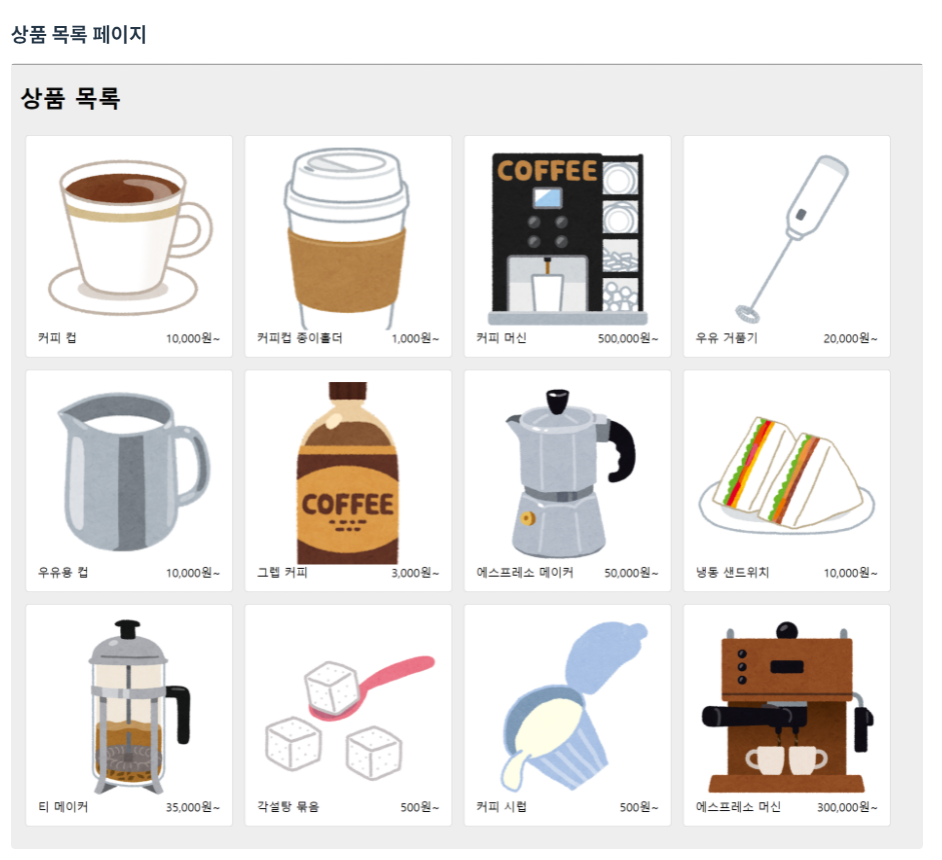 상품 목록 페이지
상품 목록
COFFEE
커피 컵 10,000원~
커피컵 종이홀더 1,000원~
커피 머신 500,000원~
우유 거품기 20,000원~
COFFEE
우유용 컵 10,000원~
그렙 커피 3,000원~
에스프레소 메이커 50,000원~
냉동 샌드위치 10,000원~
티 메이커 35,000원~
각설탕 묶음 500원~
커피 시럽 500원~
에스프레소 머신 300,000원~